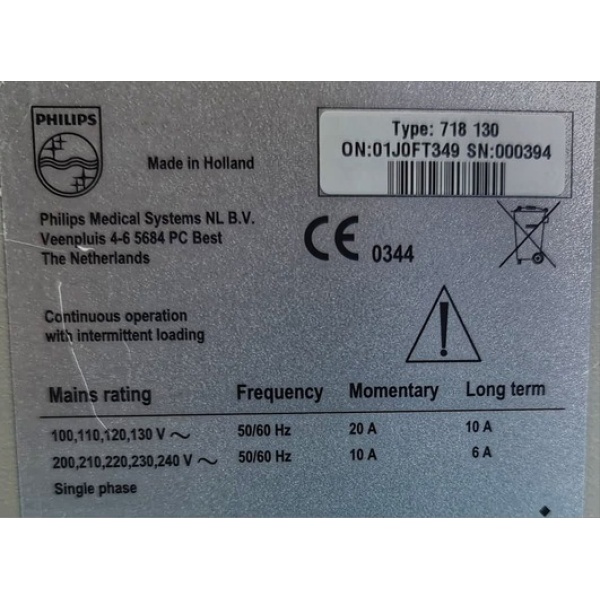 PHILIPS
Type: 718 130
ON:01J0FT349 SN:000394
Made in Holland
Philips Medical Systems NL B.V.
Veenpluis 4-6 5684 PC Best
The Netherlands
CE 0344
Continuous operation
with intermittent loading
Mains rating Frequency Momentary Long term
100,110,120,130 V ~ 50/60 Hz 20 A 10 A
200,210,220,230,240 V ~ 50/60 Hz 10 A 6 A
Single phase